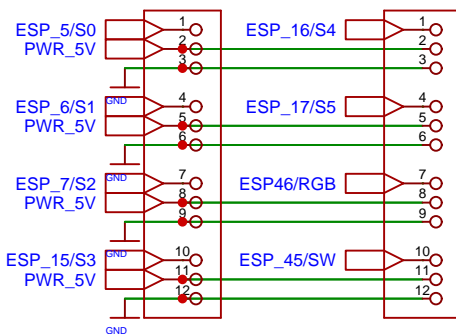 ESP_5/S0 1 ESP_16/S4 1
PWR_5V 2 2
3 3
GND
ESP_6/S1 4 ESP_17/S5 4
PWR_5V 5 5
6 6
GND
ESP_7/S2 7 ESP46/RGB 7
PWR_5V 8 8
9 9
GND
ESP_15/S3 10 ESP_45/SW 10
PWR_5V 11 11
12 12
GND